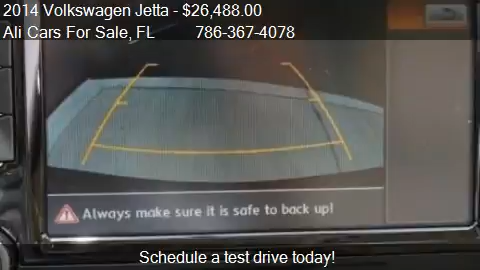 2014 Volkswagen Jetta - $26,488.00
Ali Cars For Sale, FL 786-367-4078
Always make sure it is safe to back up!
Schedule a test drive today!